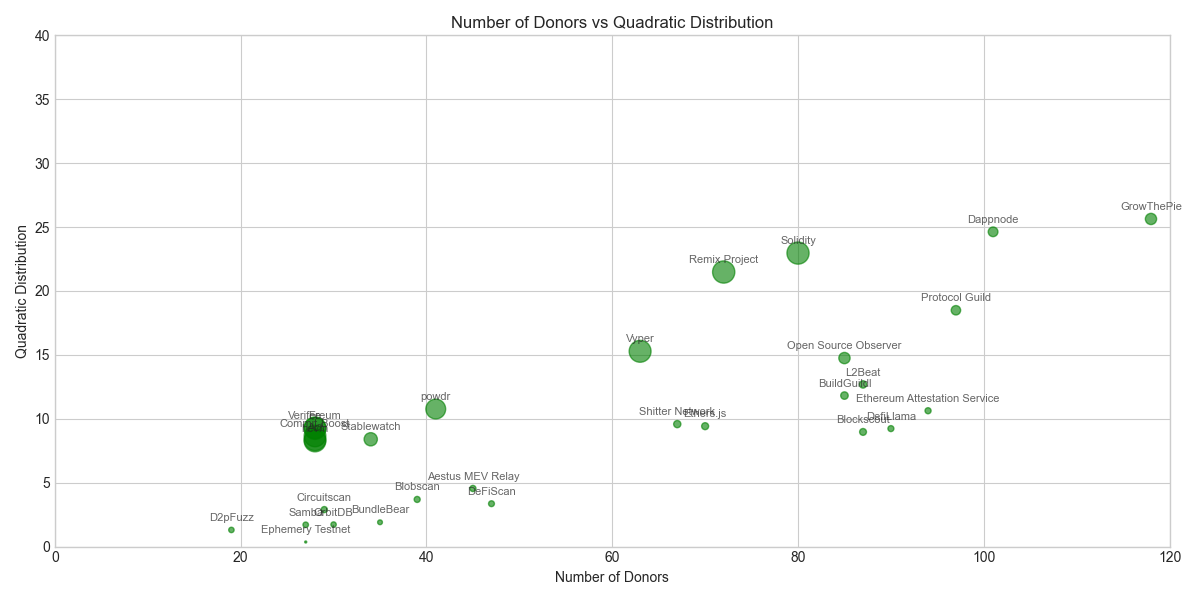 Number of Donors vs Quadratic Distribution
40
35
30
25
20
15
10
5
0
Quadratic Distribution
GrowThePie
Dappnode
Solidity
Remix Project
Protocol Guild
Vyper
Open Source Observer
L2Beat
BuildGuidl
powdr
Ethereum Attestation Service
Shitter Network
Ethers.js
DefiLlama
Blockscout
Stablewatch
Aestus MEV Relay
Blobscan
DeFiScan
Circuitscan
D2pFuzz
OrbitDB
BundleBear
Ephemery Testnet
0
20
40
60
80
100
120
Number of Donors